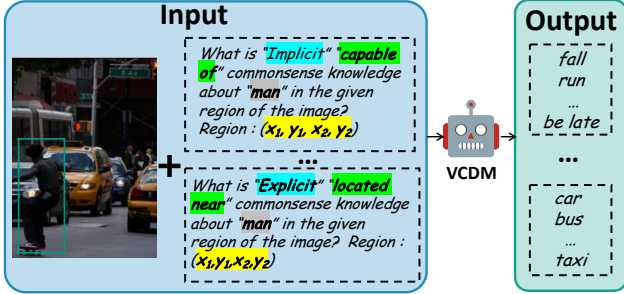 Input
Output
S Av
What is "Implicit" "capable
of" commonsense knowledge
about "man" in the given
region of the image?
Region : (x₁, y₁, x₂, y₂)
+
...
What is "Explicit" "located
near" commonsense knowledge
about "man" in the given
region of the image? Region :
(x₁,y₁,x₂,y₂)
VCDM
fall
run
...
be late
...
car
bus
...
taxi